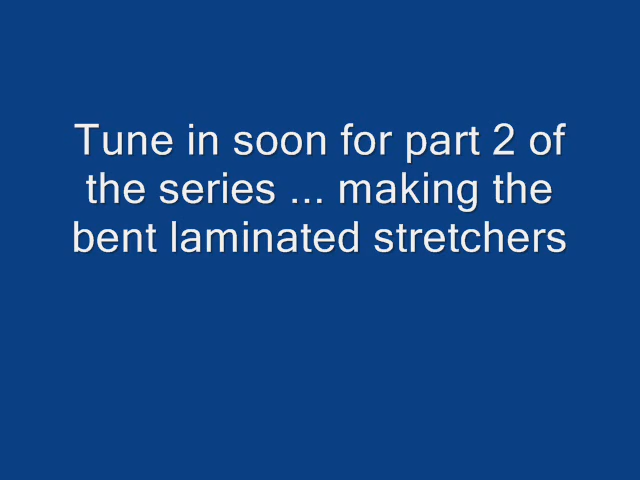 Tune in soon for part 2 of
the series ... making the
bent laminated stretchers